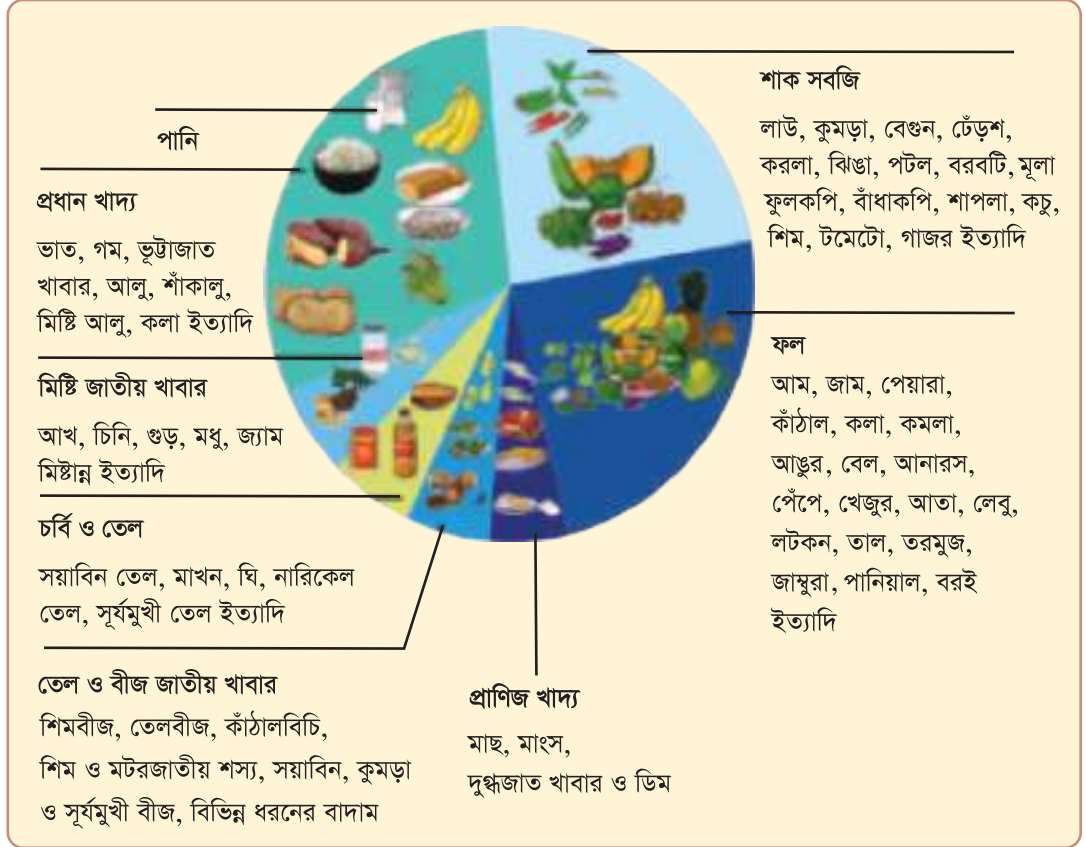 পানি
প্রধান খাদ্য
ভাত, গম, ভূট্টাজাত
খাবার, আলু, শাঁকালু,
মিষ্টি আলু, কলা ইত্যাদি
মিষ্টি জাতীয় খাবার
আখ, চিনি, গুড়, মধু, জ্যাম
মিষ্টান্ন ইত্যাদি
চর্বি ও তেল
সয়াবিন তেল, মাখন, ঘি, নারিকেল
তেল, সূর্যমুখী তেল ইত্যাদি
তেল ও বীজ জাতীয় খাবার
শিমবীজ, তেলবীজ, কাঁঠালবিচি,
শিম ও মটরজাতীয় শস্য, সয়াবিন, কুমড়া
ও সূর্যমুখী বীজ, বিভিন্ন ধরনের বাদাম
প্রাণিজ খাদ্য
মাছ, মাংস,
দুগ্ধজাত খাবার ও ডিম
শাক সবজি
লাউ, কুমড়া, বেগুন, ঢেঁড়শ,
করলা, ঝিঙা, পটল, বরবটি, মূলা
ফুলকপি, বাঁধাকপি, শাপলা, কচু,
শিম, টমেটো, গাজর ইত্যাদি
ফল
আম, জাম, পেয়ারা,
কাঁঠাল, কলা, কমলা,
আঙুর, বেল, আনারস,
পেঁপে, খেজুর, আতা, লেবু,
লটকন, তাল, তরমুজ,
জাম্বুরা, পানিয়াল, বরই
ইত্যাদি